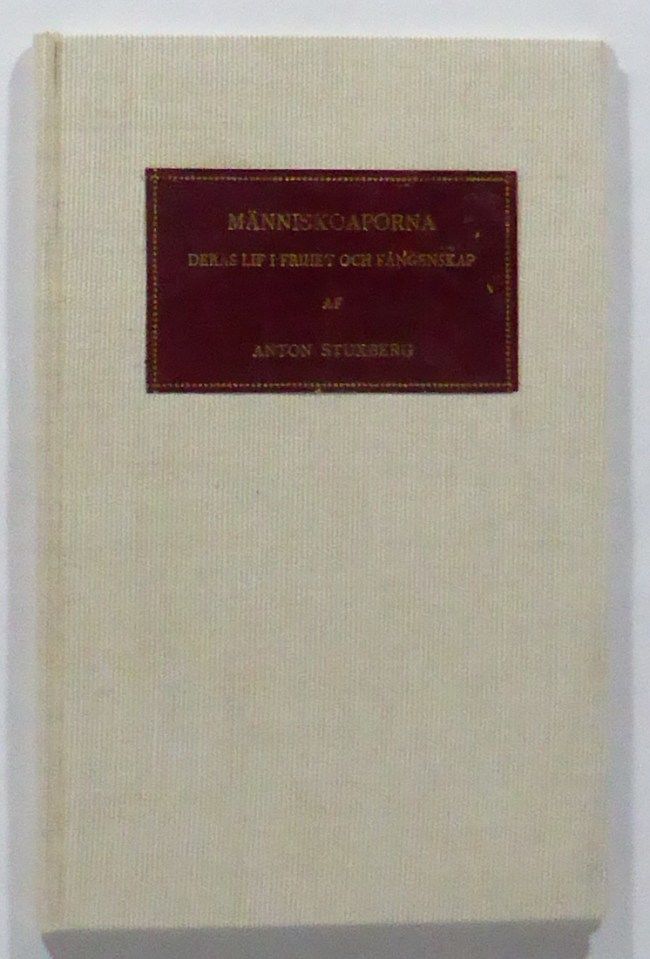 MÄNNISKOAPORNA
DERAS LIF I FRIHET OCH FÅNGENSKAP
AF
ANTON STUXBERG